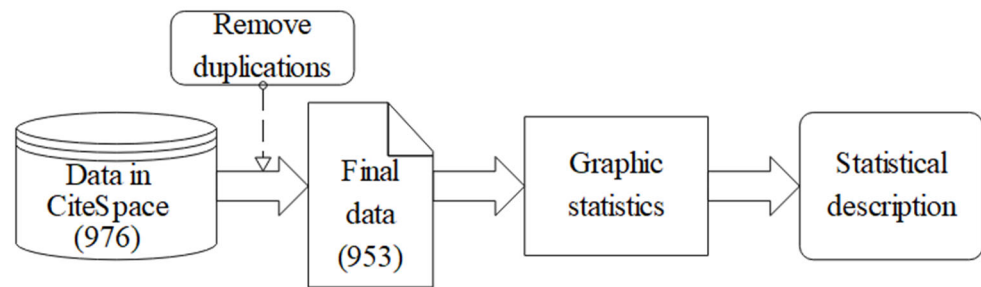 Remove
duplications
Data in
CiteSpace
(976)
Final
data
(953)
Graphic
statistics
Statistical
description